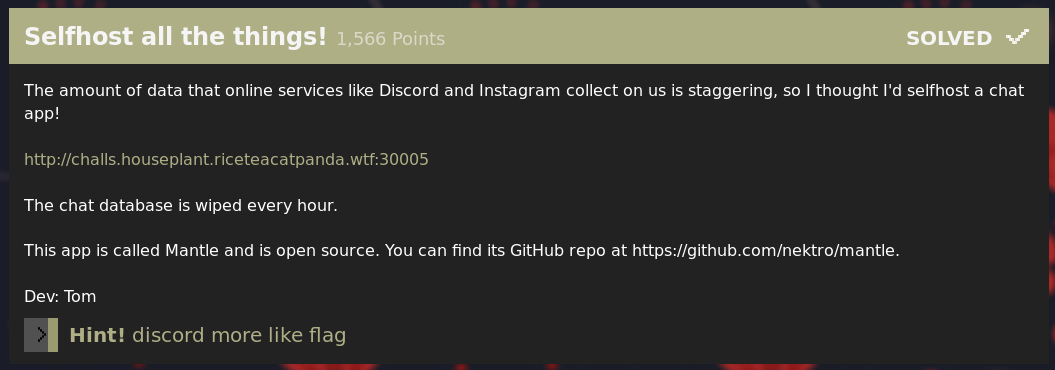 Selfhost all the things! 1,566 Points SOLVED
The amount of data that online services like Discord and Instagram collect on us is staggering, so I thought I'd selfhost a chat
app!
http://challs.houseplant.riceteacatpanda.wtf:30005
The chat database is wiped every hour.
This app is called Mantle and is open source. You can find its GitHub repo at https://github.com/nektro/mantle.
Dev: Tom
Hint! discord more like flag